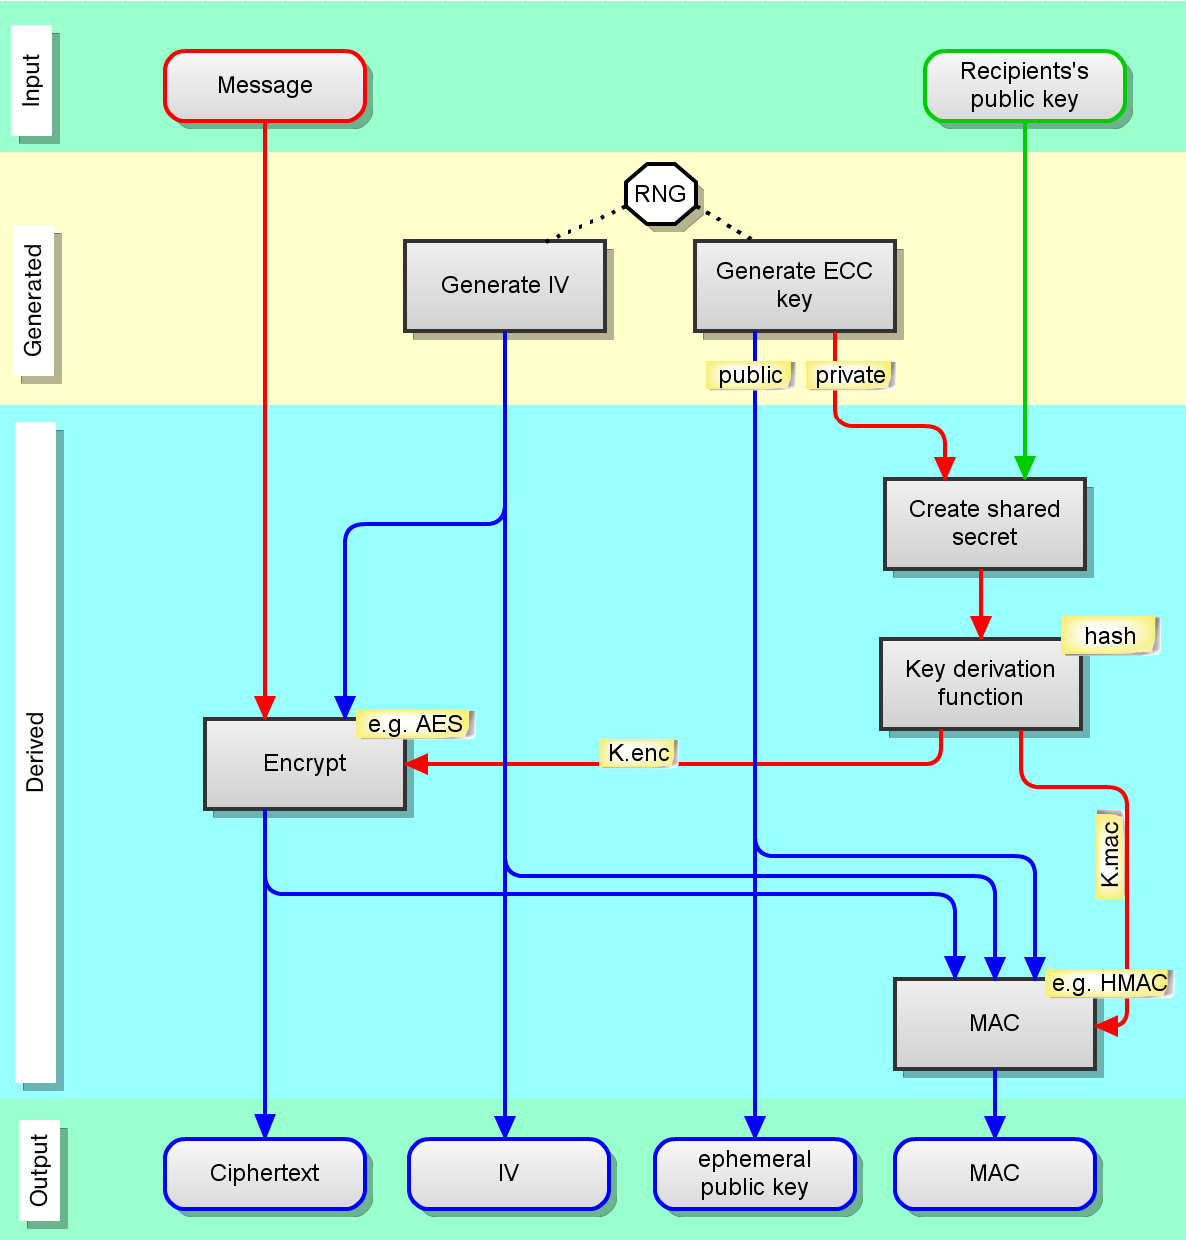 Input
Message
Recipients's
public key
RNG
Generated
Generate IV
Generate ECC
key
public
private
Create shared
secret
hash
Key derivation
function
Derived
e.g. AES
Encrypt
K.enc
K.mac
e.g. HMAC
MAC
Output
Ciphertext
IV
ephemeral
public key
MAC